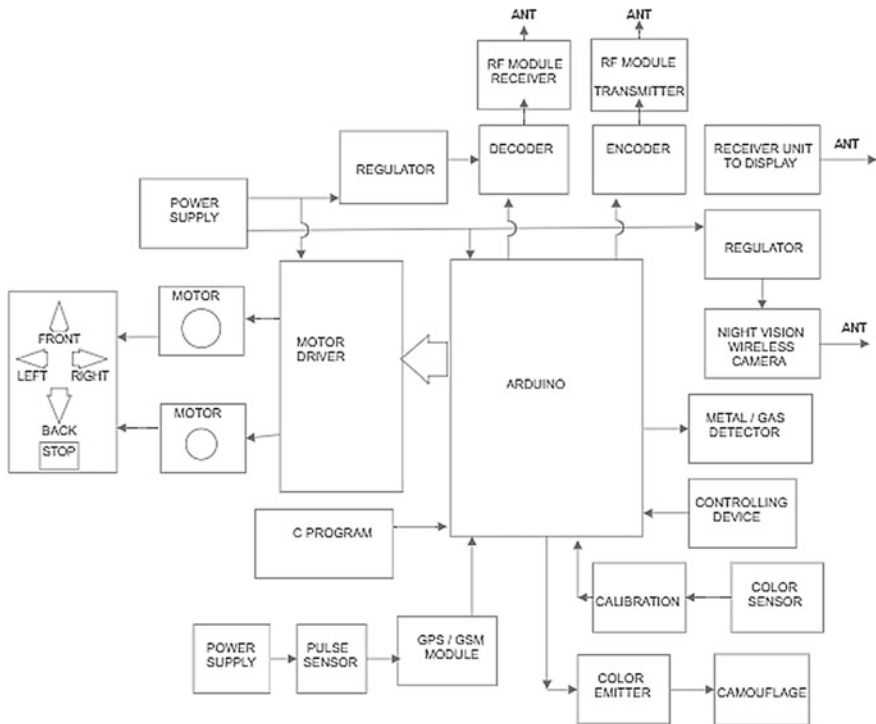 ANT
ANT
RF MODULE
RECEIVER
RF MODULE
TRANSMITTER
REGULATOR
DECODER
ENCODER
RECEIVER UNIT
TO DISPLAY
ANT
POWER
SUPPLY
REGULATOR
MOTOR
FRONT
LEFT
RIGHT
BACK
STOP
MOTOR
MOTOR
DRIVER
ARDUINO
NIGHT VISION
WIRELESS
CAMERA
ANT
METAL / GAS
DETECTOR
C PROGRAM
CONTROLLING
DEVICE
CALIBRATION
COLOR
SENSOR
POWER
SUPPLY
PULSE
SENSOR
GPS / GSM
MODULE
COLOR
EMITTER
CAMOUFLAGE